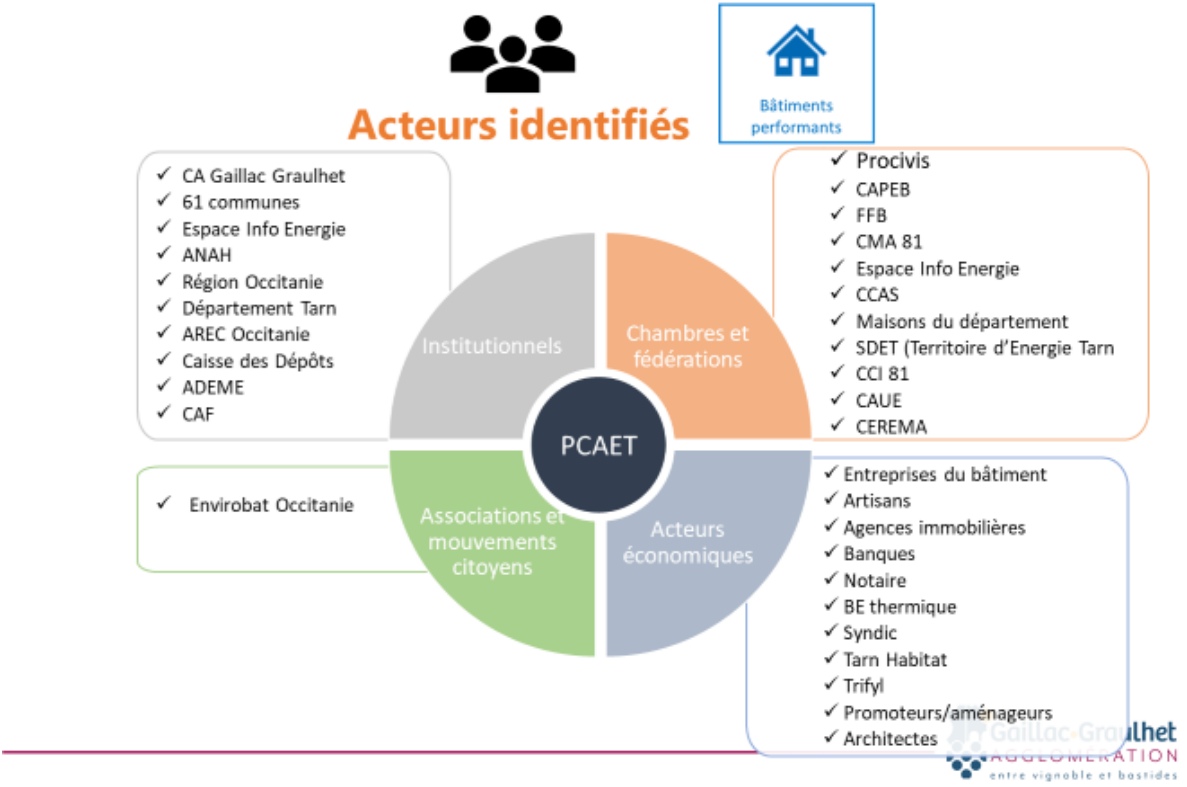 Acteurs identifiés
Bâtiments
performants
✓ CA Gaillac Graulhet
✓ 61 communes
✓ Espace Info Energie
✓ ANAH
✓ Région Occitanie
✓ Département Tarn
✓ AREC Occitanie
✓ Caisse des Dépôts
✓ ADEME
✓ CAF
✓ Procivis
✓ CAPEB
✓ FFB
✓ CMA 81
✓ Espace Info Energie
✓ CCAS
✓ Maisons du département
✓ SDET (Territoire d’Energie Tarn
✓ CCI 81
✓ CAUE
✓ CEREMA
Institutionnels
Chambres et
fédérations
PCAET
Associations et
mouvements
citoyens
Acteurs
économiques
✓ Envirobat Occitanie
✓ Entreprises du bâtiment
✓ Artisans
✓ Agences immobilières
✓ Banques
✓ Notaire
✓ BE thermique
✓ Syndic
✓ Tarn Habitat
✓ Trifyl
✓ Promoteurs/aménageurs
✓ Architectes
Gaillac•Graulhet
AGGLOMÉRATION
entre vignoble et bastides